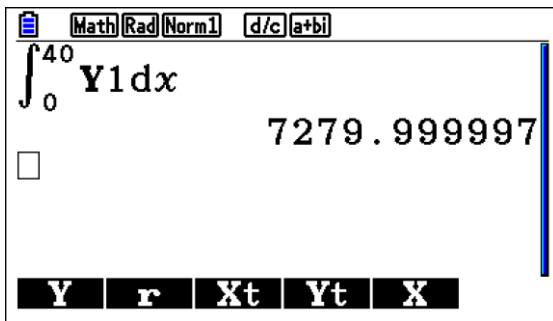 Math Rad Norm1 d/c a+bi
∫₀⁴⁰ Y1dx
7279.999997
Y r Xt Yt X